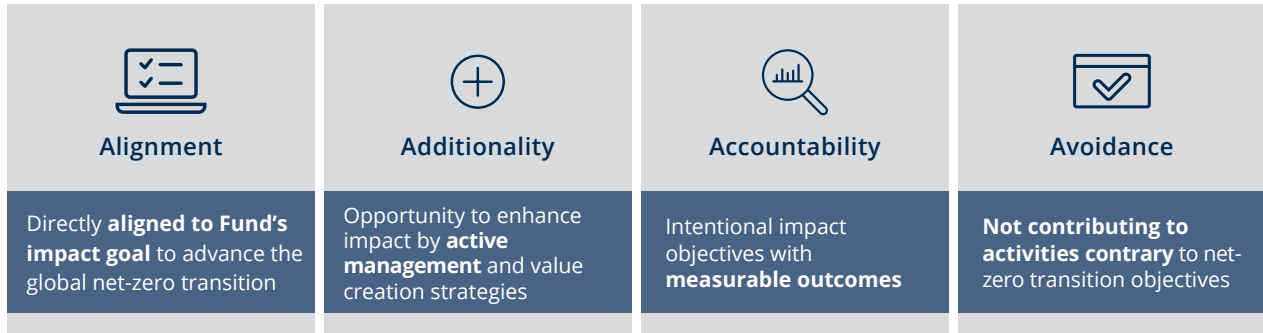 Alignment
Directly aligned to Fund's
impact goal to advance the
global net-zero transition
Additionality
Opportunity to enhance
impact by active
management and value
creation strategies
Accountability
Intentional impact
objectives with
measurable outcomes
Avoidance
Not contributing to
activities contrary to net-
zero transition objectives